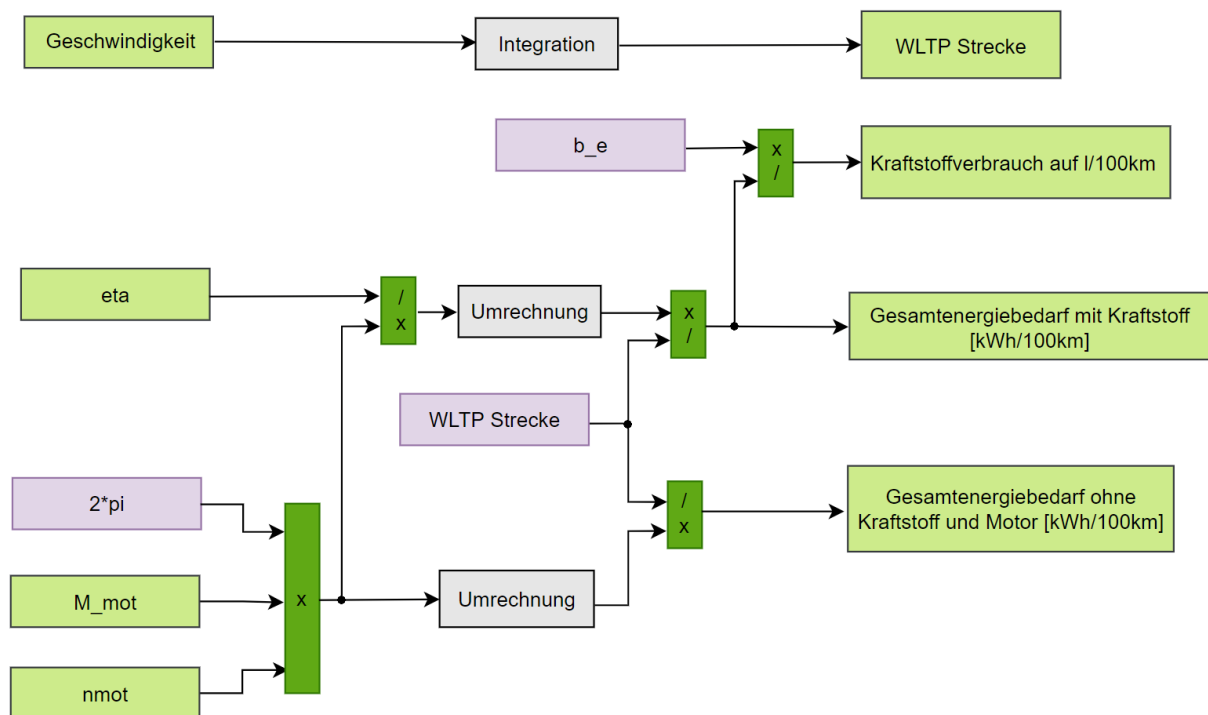 Geschwindigkeit
Integration
WLTP Strecke
b_e
x
/
Kraftstoffverbrauch auf l/100km
eta
/
x
Umrechnung
x
/
Gesamtenergiebedarf mit Kraftstoff
[kWh/100km]
WLTP Strecke
2*pi
/
x
Gesamtenergiebedarf ohne
Kraftstoff und Motor [kWh/100km]
M_mot
x
Umrechnung
nmot